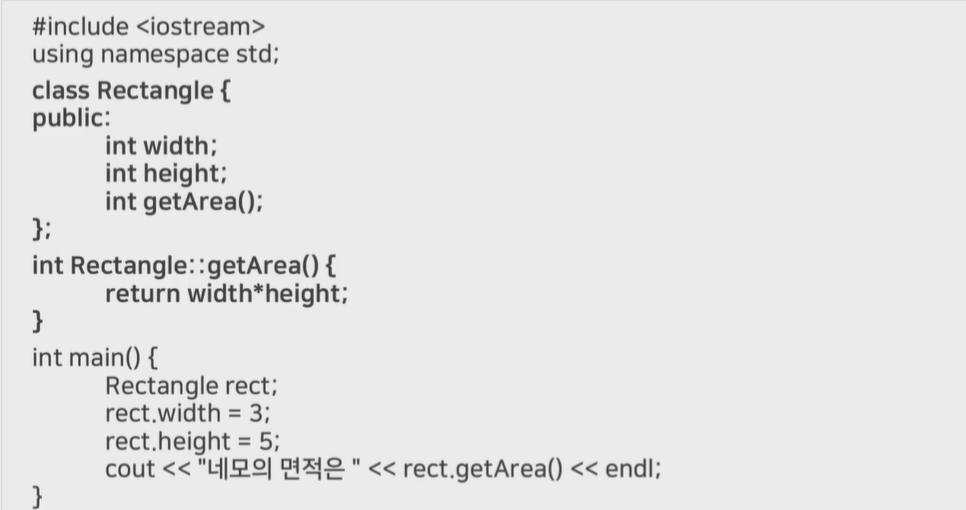 #include <iostream>
using namespace std;
class Rectangle {
public:
int width;
int height;
int getArea();
};
int Rectangle::getArea() {
return width*height;
}
int main() {
Rectangle rect;
rect.width = 3;
rect.height = 5;
cout << "네모의 면적은 " << rect.getArea() << endl;
}